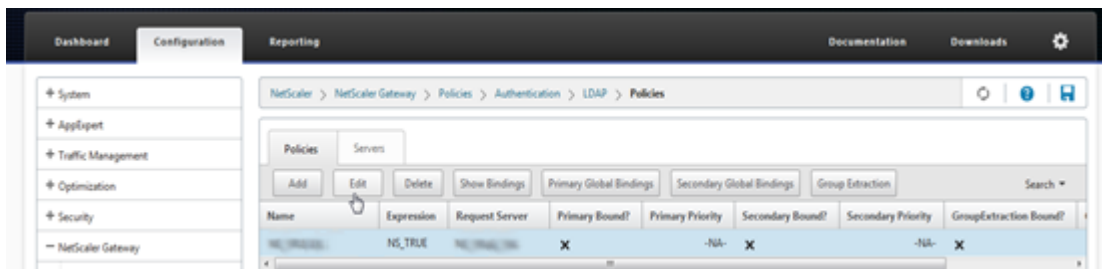 Dashboard Configuration Reporting Documentation Downloads
+ System
NetScaler > NetScaler Gateway > Policies > Authentication > LDAP > Policies
+ AppExpert
+ Traffic Management
Policies Servers
+ Optimization
Add Edit Delete Show Bindings Primary Global Bindings Secondary Global Bindings Group Extraction Search
+ Security
Name Expression Request Server Primary Bound? Primary Priority Secondary Bound? Secondary Priority GroupExtraction Bound?
− NetScaler Gateway
NS_TRUE ✕ -NA- ✕ -NA- ✕